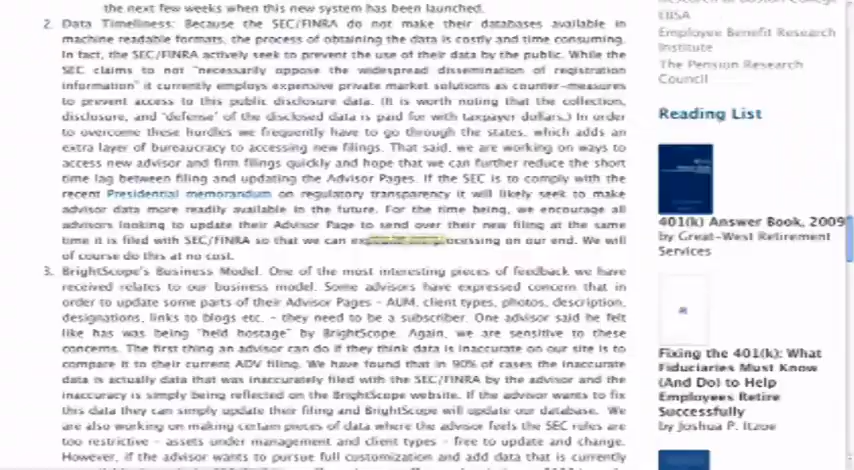 the next few weeks when this new system has been launched.
2. Data Timeliness: Because the SEC/FINRA do not make their databases available in
machine readable formats, the process of obtaining the data is costly and time consuming.
In fact, the SEC/FINRA actively seek to prevent the use of their data by the public. While the
SEC claims to not "necessarily oppose the widespread dissemination of registration
information" it currently employs expensive private market solutions as counter-measures
to prevent access to this public disclosure data. (It is worth noting that the collection,
disclosure, and "defense" of the disclosed data is paid for with taxpayer dollars.) In order
to overcome these hurdles we frequently have to go through the states, which adds an
extra layer of bureaucracy to accessing new filings. That said, we are working on ways to
access new advisor and firm filings quickly and hope that we can further reduce the short
time lag between filing and updating the Advisor Pages. If the SEC is to comply with the
recent Presidential memorandum on regulatory transparency it will likely seek to make
advisor data more readily available in the future. For the time being, we encourage all
advisors looking to update their Advisor Page to send over their new filing at the same
time it is filed with SEC/FINRA so that we can processing on our end. We will
of course do this at no cost.
3. BrightScope's Business Model. One of the most interesting pieces of feedback we have
received relates to our business model. Some advisors have expressed concern that in
order to update some parts of their Advisor Pages - AUM, client types, photos, description,
designations, links to blogs etc. - they need to be a subscriber. One advisor said he felt
like has was being "held hostage" by BrightScope. Again, we are sensitive to these
concerns. The first thing an advisor can do if they think data is inaccurate on our site is to
compare it to their current ADV filing. We have found that in 90% of cases the inaccurate
data is actually data that was inaccurately filed with the SEC/FINRA by the advisor and the
inaccuracy is simply being reflected on the BrightScope website. If the advisor wants to fix
this data they can simply update their filing and BrightScope will update our database. We
are also working on making certain pieces of data where the advisor feels the SEC rules are
too restrictive - assets under management and client types - free to update and change.
However, if the advisor wants to pursue full customization and add data that is currently
Employee Benefit Research
Institute
The Pension Research
Council
Reading List
401(k) Answer Book, 2009
by Great-West Retirement
Services
Fixing the 401(k): What
Fiduciaries Must Know
(And Do) to Help
Employees Retire
Successfully
by Joshua P. Itzoe